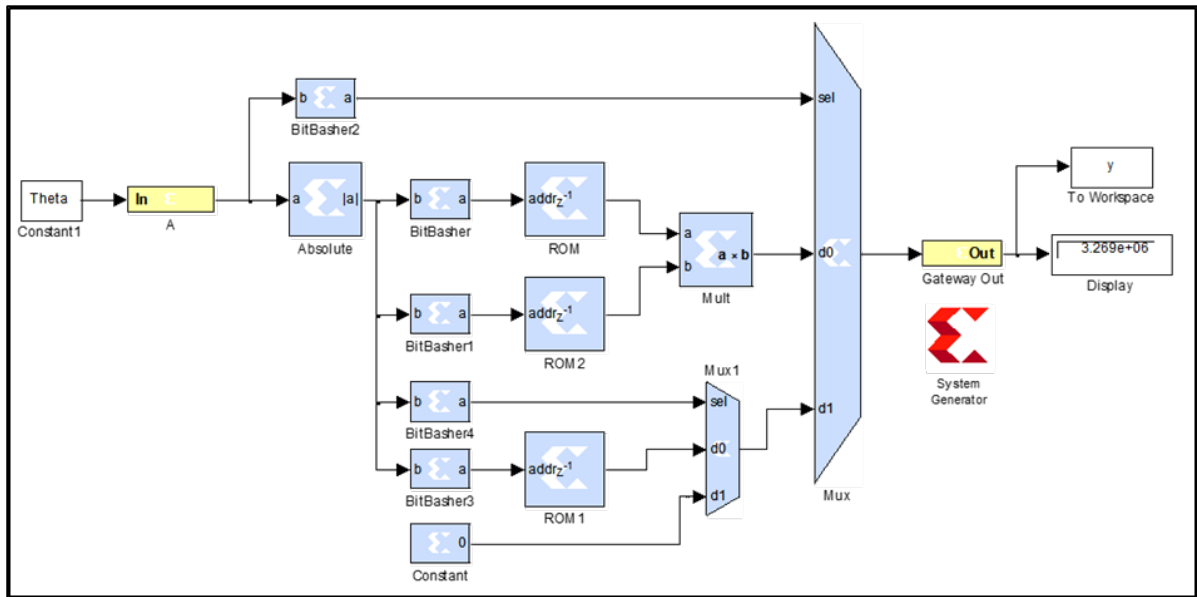 b a
BitBasher2
sel
Theta
Constant1
In
A
a |a|
Absolute
b a
BitBasher
addr z⁻¹
ROM
a
b
a × b
Mult
d0
Out
Gateway Out
y
To Workspace
3.269e+06
Display
b a
BitBasher1
addr z⁻¹
ROM2
System
Generator
Mux1
b a
BitBasher4
sel
d0
d1
b a
BitBasher3
addr z⁻¹
ROM1
d1
Mux
0
Constant